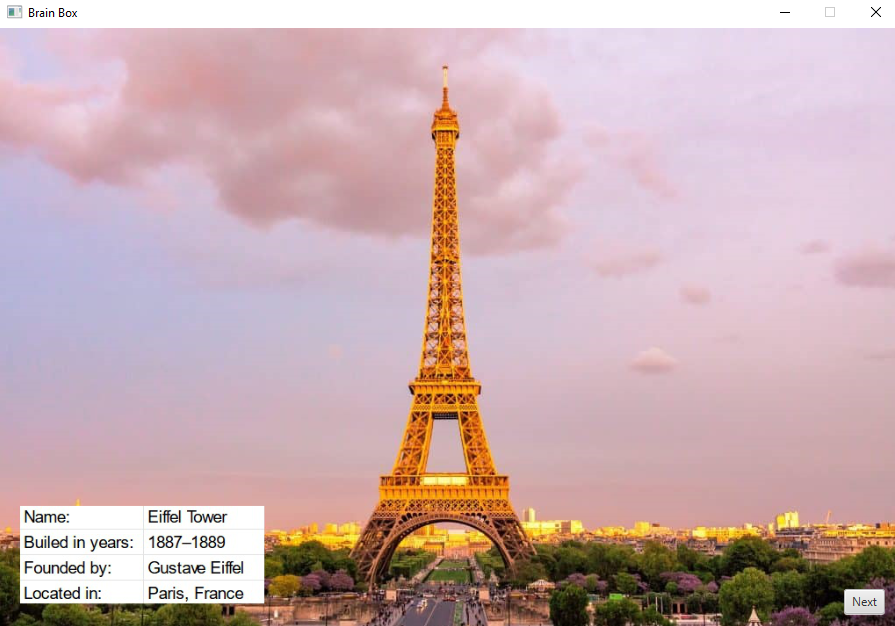 Brain Box
Name: Eiffel Tower
Builed in years: 1887–1889
Founded by: Gustave Eiffel
Located in: Paris, France
Next